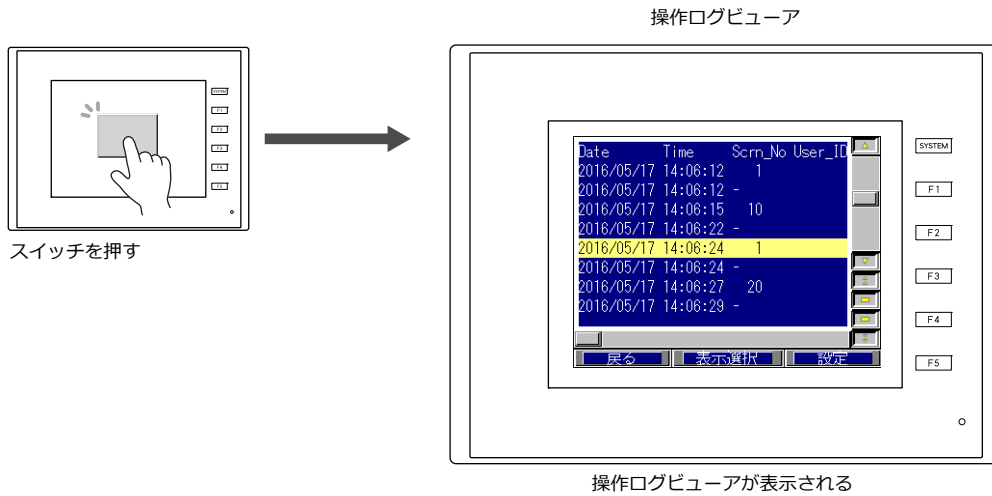 操作ログビューア
SYSTEM
F1
F2
F3
F4
F5
スイッチを押す
Date Time Scrn_No User_ID
2016/05/17 14:06:12 1
2016/05/17 14:06:12 -
2016/05/17 14:06:15 10
2016/05/17 14:06:22 -
2016/05/17 14:06:24 1
2016/05/17 14:06:24 -
2016/05/17 14:06:27 20
2016/05/17 14:06:29 -
戻る 表示選択 設定
SYSTEM
F1
F2
F3
F4
F5
操作ログビューアが表示される